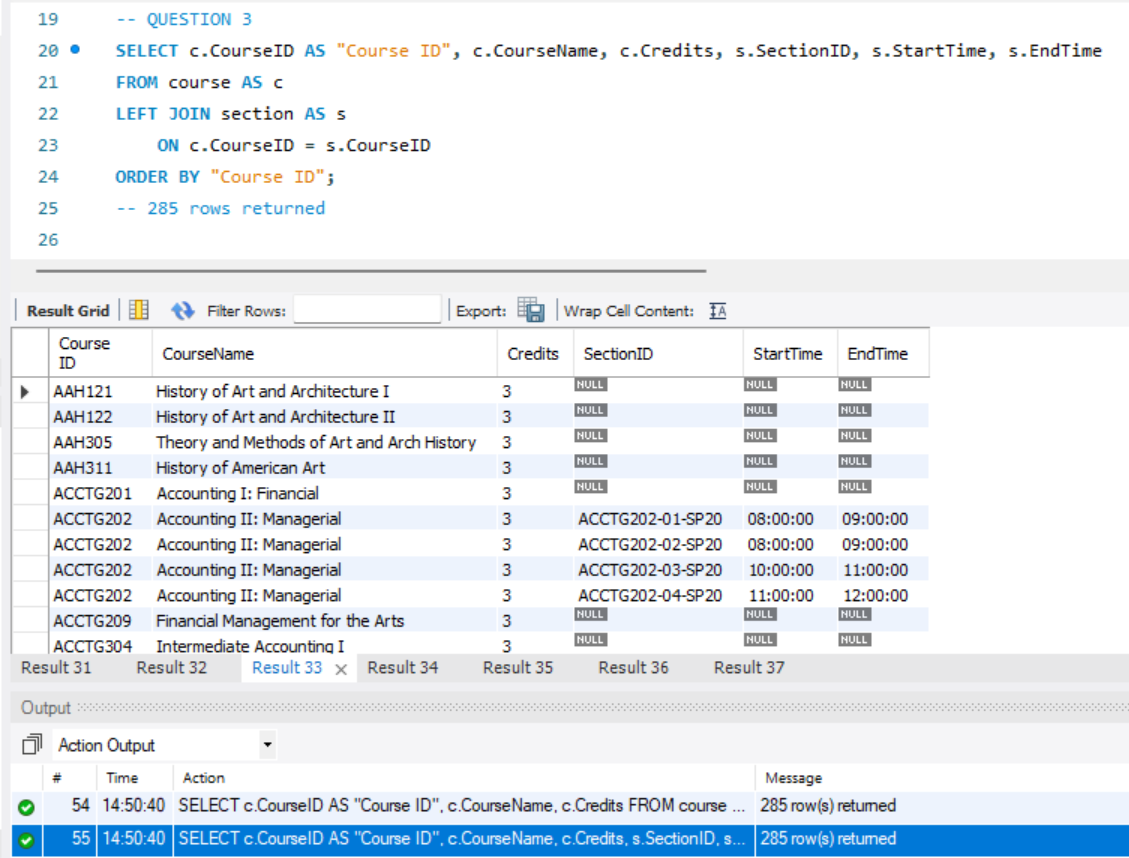 19 -- QUESTION 3
20 SELECT c.CourseID AS "Course ID", c.CourseName, c.Credits, s.SectionID, s.StartTime, s.EndTime
21 FROM course AS c
22 LEFT JOIN section AS s
23 ON c.CourseID = s.CourseID
24 ORDER BY "Course ID";
25 -- 285 rows returned
26
Result Grid Filter Rows: Export: Wrap Cell Content: IA
Course ID CourseName Credits SectionID StartTime EndTime
AAH121 History of Art and Architecture I 3 NULL NULL NULL
AAH122 History of Art and Architecture II 3 NULL NULL NULL
AAH305 Theory and Methods of Art and Arch History 3 NULL NULL NULL
AAH311 History of American Art 3 NULL NULL NULL
ACCTG201 Accounting I: Financial 3 NULL NULL NULL
ACCTG202 Accounting II: Managerial 3 ACCTG202-01-SP20 08:00:00 09:00:00
ACCTG202 Accounting II: Managerial 3 ACCTG202-02-SP20 08:00:00 09:00:00
ACCTG202 Accounting II: Managerial 3 ACCTG202-03-SP20 10:00:00 11:00:00
ACCTG202 Accounting II: Managerial 3 ACCTG202-04-SP20 11:00:00 12:00:00
ACCTG209 Financial Management for the Arts 3 NULL NULL NULL
ACCTG304 Intermediate Accounting I 3 NULL NULL NULL
Result 31 Result 32 Result 33 Result 34 Result 35 Result 36 Result 37
Output
Action Output
# Time Action Message
54 14:50:40 SELECT c.CourseID AS "Course ID", c.CourseName, c.Credits FROM course ... 285 row(s) returned
55 14:50:40 SELECT c.CourseID AS "Course ID", c.CourseName, c.Credits, s.SectionID, s... 285 row(s) returned